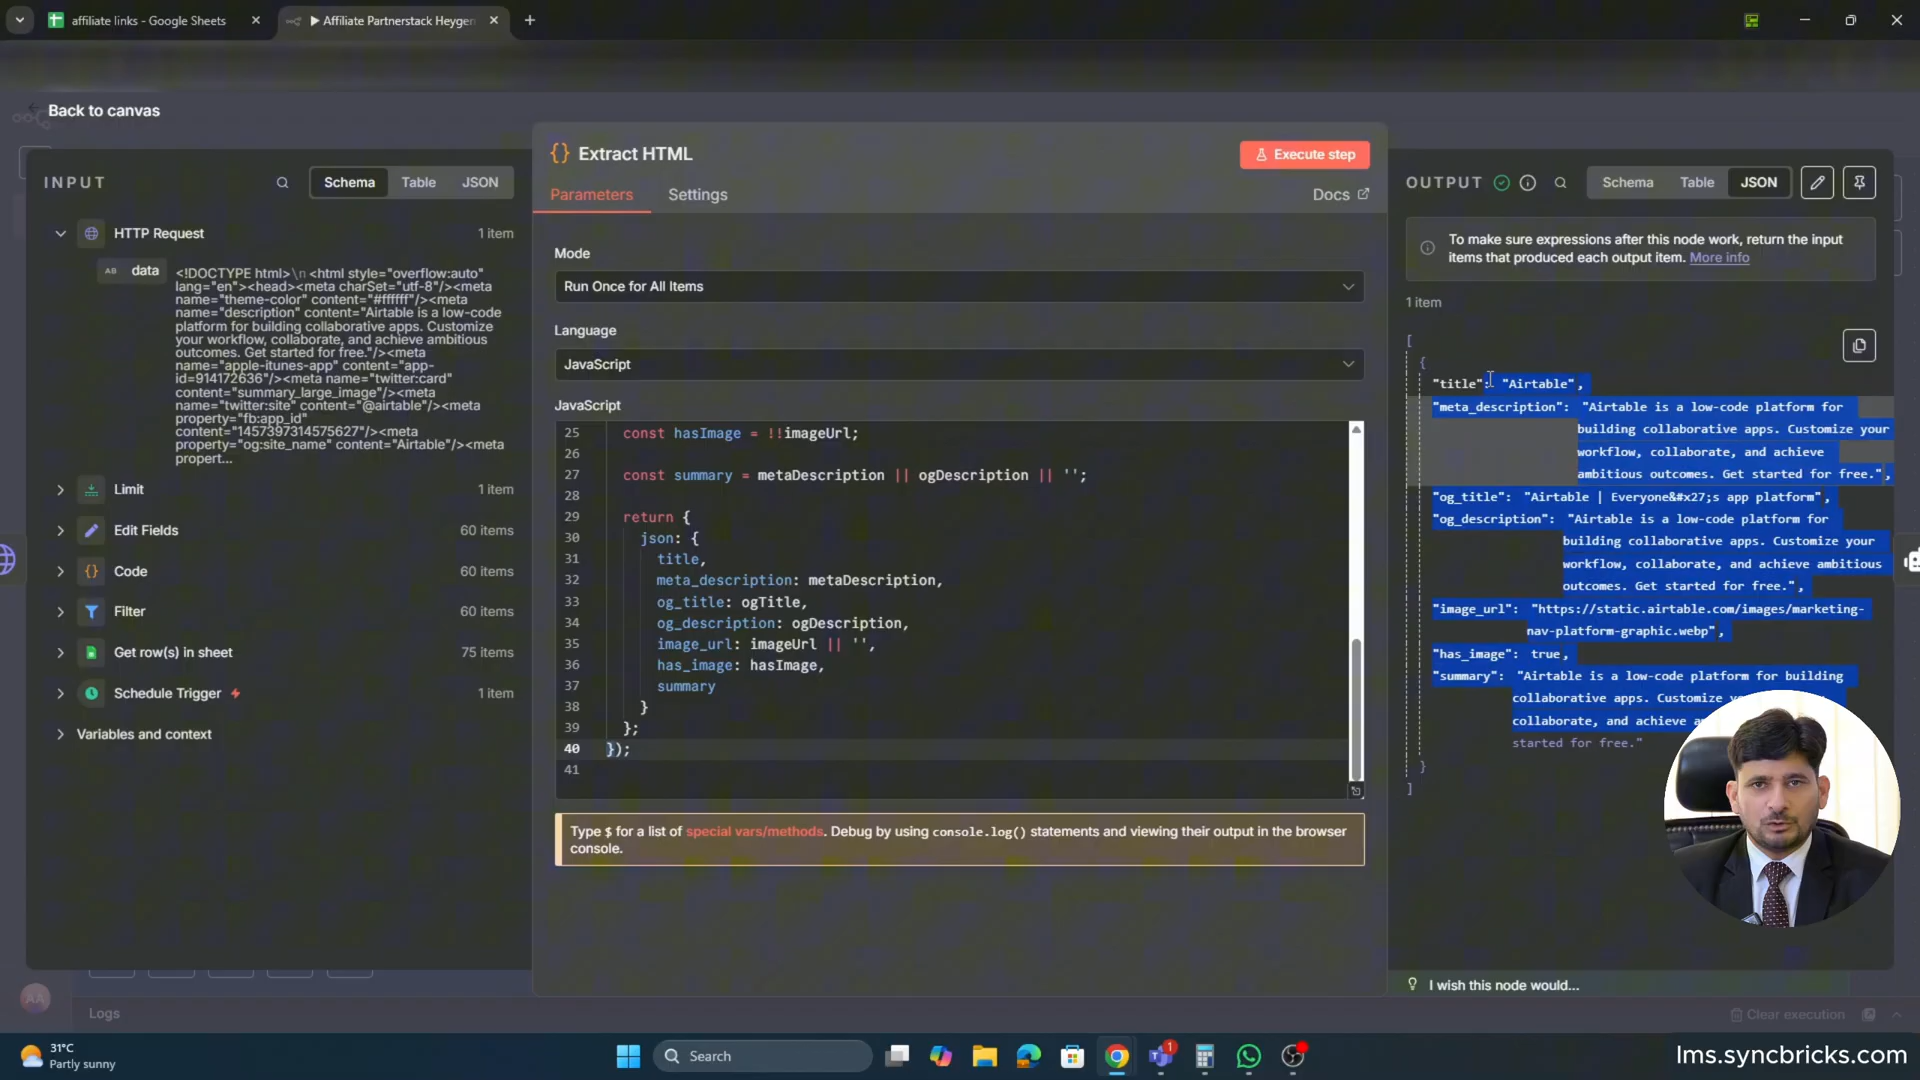 affiliate links - Google Sheets
Affiliate Partnerstack Heygen
Back to canvas
INPUT
Schema
Table
JSON
HTTP Request
1 item
AB data
<!DOCTYPE html>\n <html style="overflow:auto"
lang="en"><head><meta charSet="utf-8"/><meta
name="theme-color" content="#ffffff"/><meta
name="description" content="Airtable is a low-code
platform for building collaborative apps. Customize
your workflow, collaborate, and achieve ambitious
outcomes. Get started for free."/><meta
name="apple-itunes-app" content="app-
id=914172636"/><meta name="twitter:card"
content="summary_large_image"/><meta
name="twitter:site" content="@airtable"/><meta
property="fb:app_id"
content="1457397314575627"/><meta
property="og:site_name" content="Airtable"/><meta
propert...
Limit
1 item
Edit Fields
60 items
Code
60 items
Filter
60 items
Get row(s) in sheet
75 items
Schedule Trigger
1 item
Variables and context
{} Extract HTML
Execute step
Parameters
Settings
Docs
Mode
Run Once for All Items
Language
JavaScript
JavaScript
25 const hasImage = !!imageUrl;
26
27 const summary = metaDescription || ogDescription || '';
28
29 return {
30 json: {
31 title,
32 meta_description: metaDescription,
33 og_title: ogTitle,
34 og_description: ogDescription,
35 image_url: imageUrl || '',
36 has_image: hasImage,
37 summary
38 }
39 };
40 });
41
Type $ for a list of special vars/methods. Debug by using console.log() statements and viewing their output in the browser
console.
OUTPUT
Schema
Table
JSON
To make sure expressions after this node work, return the input
items that produced each output item. More info
1 item
[
{
"title": "Airtable",
"meta_description": "Airtable is a low-code platform for
building collaborative apps. Customize your
workflow, collaborate, and achieve
ambitious outcomes. Get started for free.",
"og_title": "Airtable | Everyone&#x27;s app platform",
"og_description": "Airtable is a low-code platform for
building collaborative apps. Customize your
workflow, collaborate, and achieve ambitious
outcomes. Get started for free.",
"image_url": "https://static.airtable.com/images/marketing-
nav-platform-graphic.webp",
"has_image": true,
"summary": "Airtable is a low-code platform for building
collaborative apps. Customize
collaborate, and achieve
started for free."
}
]
I wish this node would...
AA
Logs
Clear execution
31°C
Partly sunny
Search
1
lms.syncbricks.com